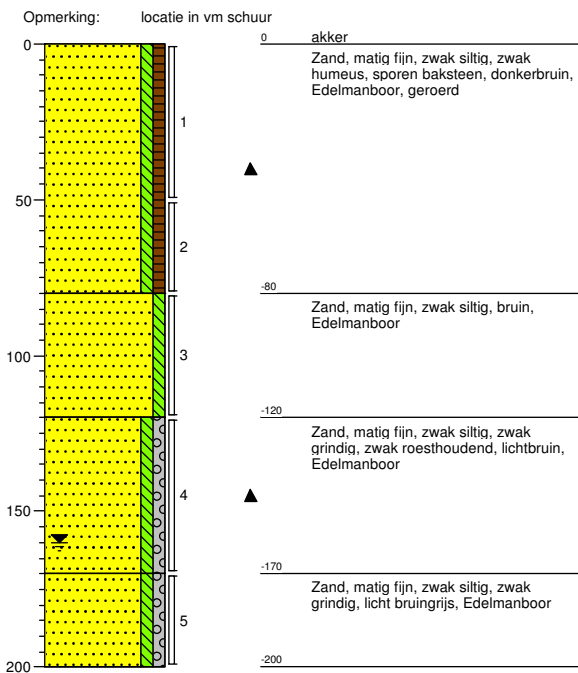 Opmerking: locatie in vm schuur
0
50
100
150
200
1
2
3
4
5
0 akker
Zand, matig fijn, zwak siltig, zwak
humeus, sporen baksteen, donkerbruin,
Edelmanboor, geroerd
-80
Zand, matig fijn, zwak siltig, bruin,
Edelmanboor
-120
Zand, matig fijn, zwak siltig, zwak
grindig, zwak roesthoudend, lichtbruin,
Edelmanboor
-170
Zand, matig fijn, zwak siltig, zwak
grindig, licht bruingrijs, Edelmanboor
-200